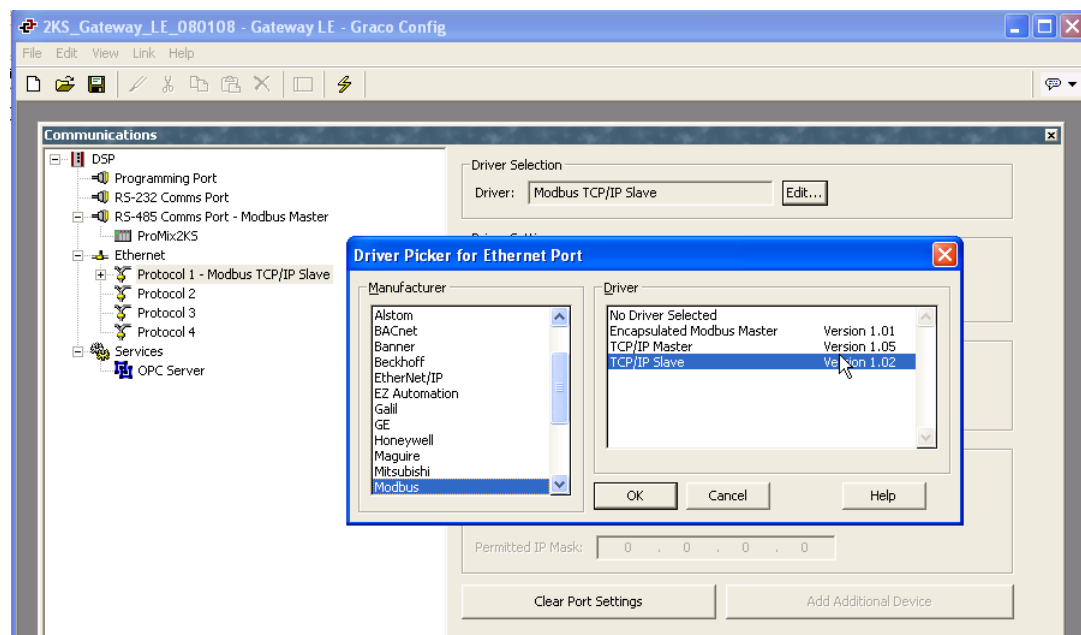 2KS_Gateway_LE_080108 - Gateway LE - Graco Config
File Edit View Link Help
Communications
DSP
Programming Port
RS-232 Comms Port
RS-485 Comms Port - Modbus Master
ProMix2KS
Ethernet
Protocol 1 - Modbus TCP/IP Slave
Protocol 2
Protocol 3
Protocol 4
Services
OPC Server
Driver Selection
Driver: Modbus TCP/IP Slave Edit...
Driver Picker for Ethernet Port
Manufacturer
Alstom
BACnet
Banner
Beckhoff
EtherNet/IP
EZ Automation
Galil
GE
Honeywell
Maguire
Mitsubishi
Modbus
Driver
No Driver Selected
Encapsulated Modbus Master Version 1.01
TCP/IP Master Version 1.05
TCP/IP Slave Version 1.02
OK Cancel Help
Permitted IP Mask: 0 . 0 . 0 . 0
Clear Port Settings Add Additional Device